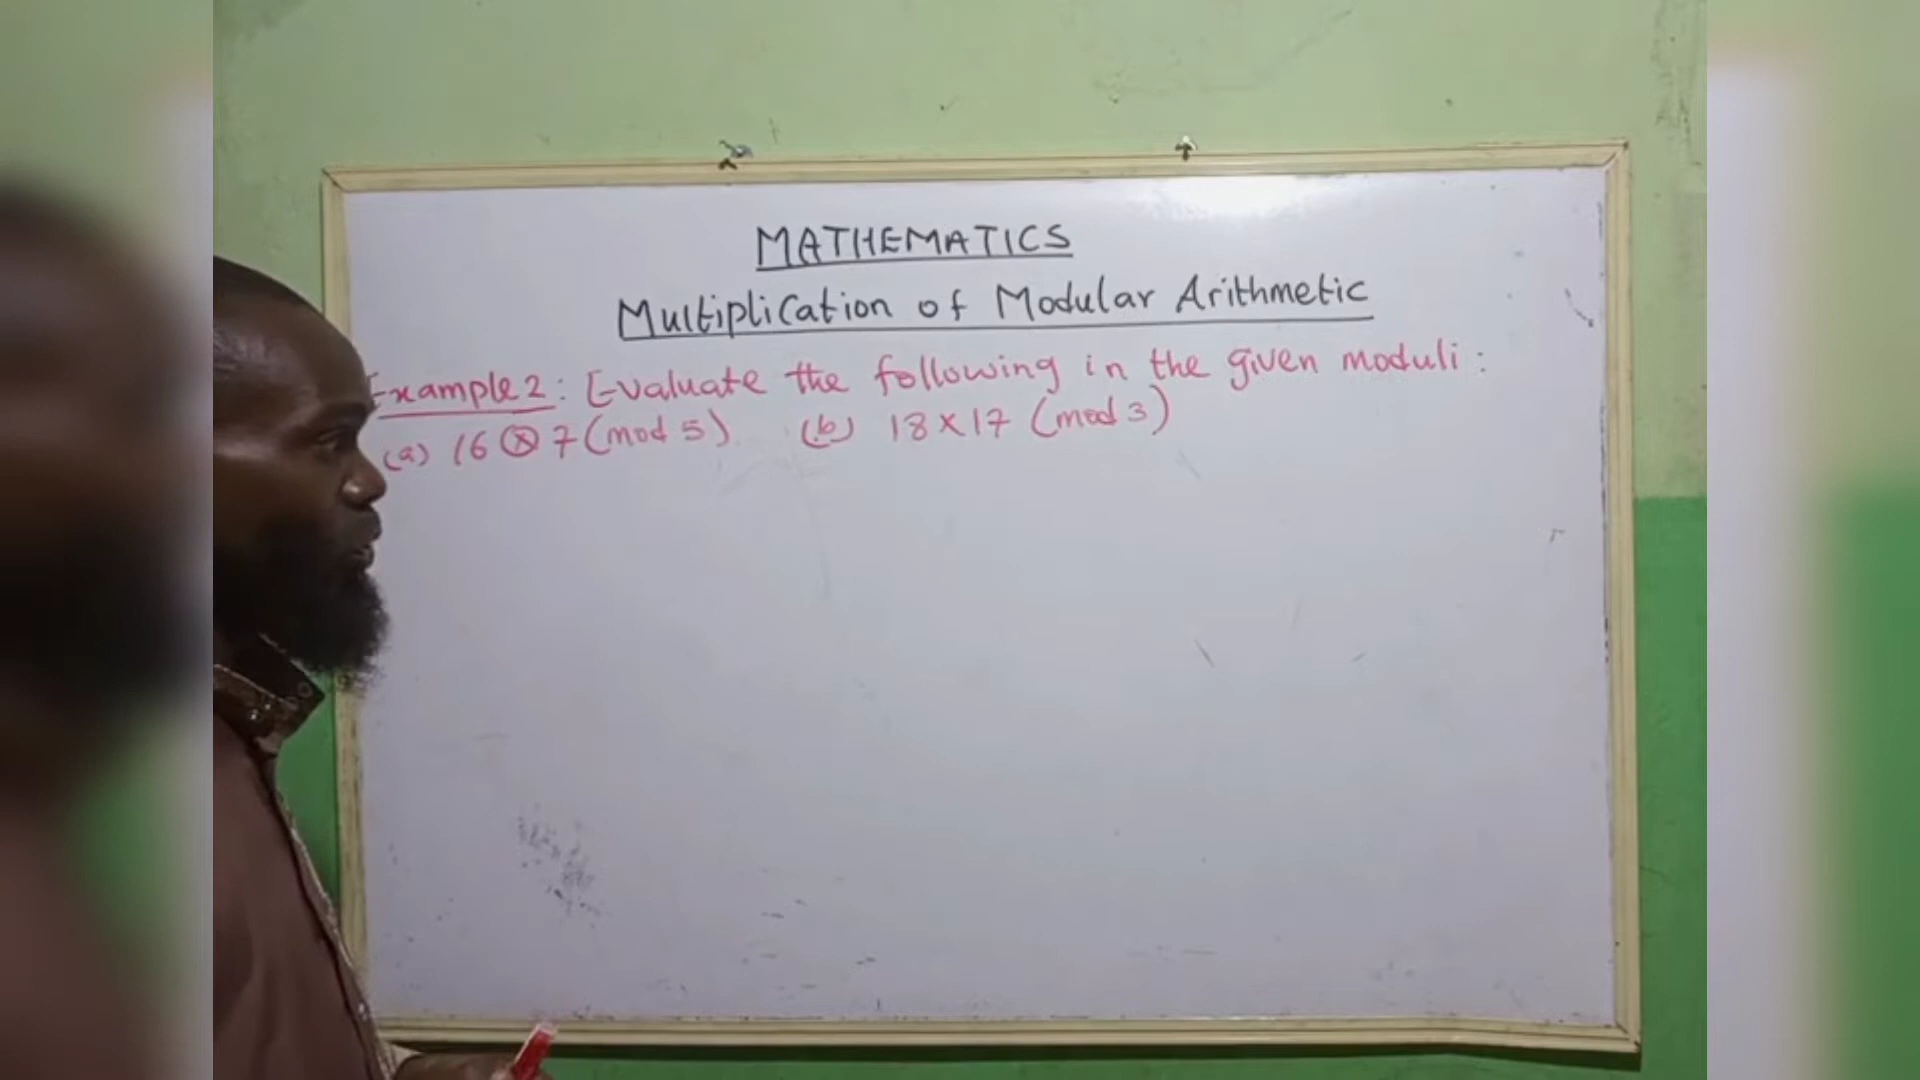 MATHEMATICS
Multiplication of Modular Arithmetic
Example 2: Evaluate the following in the given moduli:
(a) 16 ⊗ 7 (mod 5) (b) 18 × 17 (mod 3)